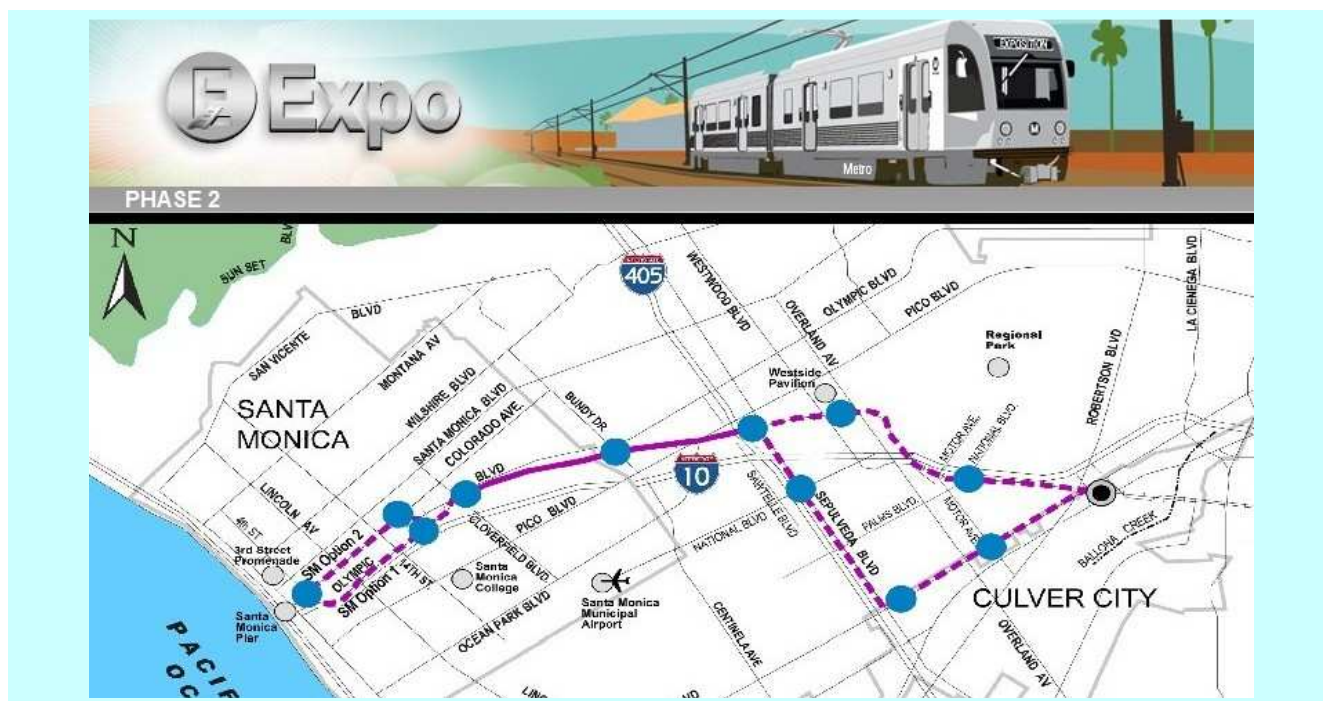 Expo
EXPOSITION
Metro
PHASE 2
N
SUN SET
BLV
BLVD
405
WESTWOOD BLVD
OVERLAND AV
OLYMPIC BLVD
PICO BLVD
LA CIENEGA BLVD
ROBERTSON BLVD
Regional
Park
Westside
Pavilion
SAN VICENTE
MONTANA AV
WILSHIRE BLVD
SANTA MONICA BLVD
COLORADO AVE.
BUNDY DR
SANTA
MONICA
MOTOR AVE.
NATIONAL BLVD.
BLVD
10
LINCOLN AV
4th ST
3rd Street
Promenade
SM Option 2
OLYMPIC
SM Option 1
14TH ST
CLOVERFIELD BLVD
PICO BLVD
NATIONAL BLVD
SAWTELLE BLVD
SEPULVEDA BLVD
PALMS BLVD
MOTOR AVE.
BALLONA CREEK
Santa
Monica
College
Santa Monica
Municipal
Airport
Santa
Monica
Pier
OCEAN PARK BLVD
CENTINELA AVE
CULVER CITY
OVERLAND AV
PACIF
OC
LINC
VD